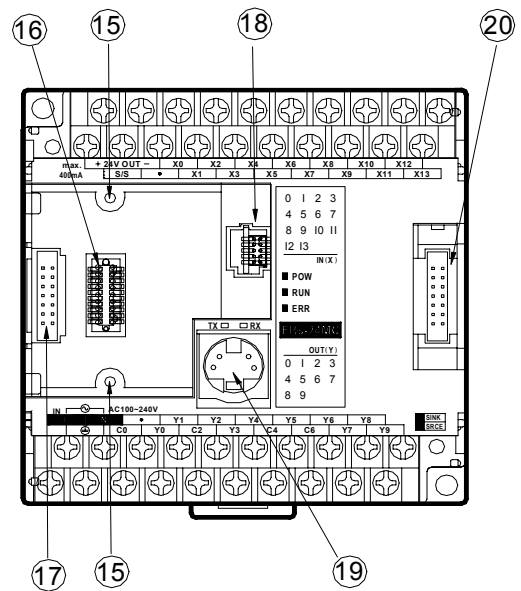 16 15 18 20
max. + 24V OUT − X0 X2 X4 X6 X8 X10 X12
400mA S/S • X1 X3 X5 X7 X9 X11 X13
0 1 2 3
4 5 6 7
8 9 10 11
12 13
IN(X)
POW
RUN
ERR
TX RX
OUT(Y)
0 1 2 3
4 5 6 7
8 9
IN AC100~240V
• Y1 Y2 Y4 Y5 Y6 Y8
C0 Y0 C2 Y3 C4 C6 Y7 Y9
SINK
SRCE
17 15 19